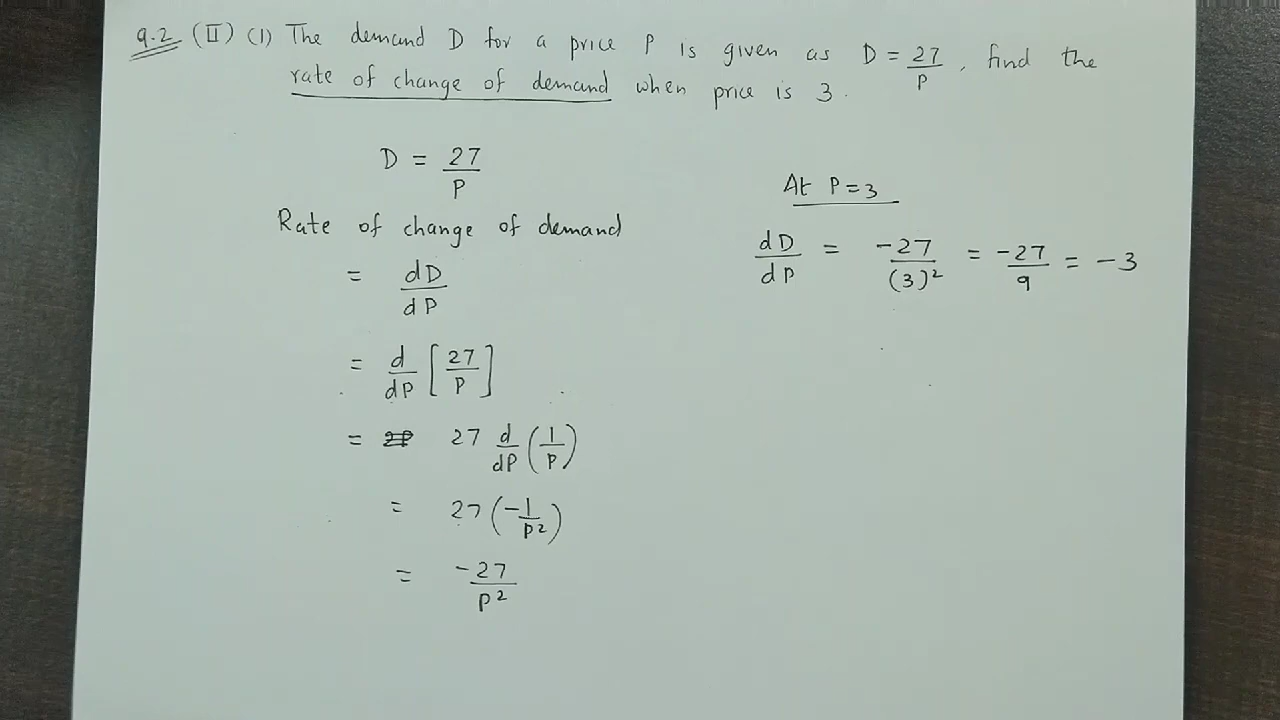 Q.2 (II) (1) The demand D for a price P is given as D = 27/P, find the
rate of change of demand when price is 3.
D = 27/P
Rate of change of demand
= dD/dP
= d/dP [27/P]
= 27 d/dP (1/P)
= 27 (-1/P²)
= -27/P²
At P=3
dD/dP = -27/(3)² = -27/9 = -3